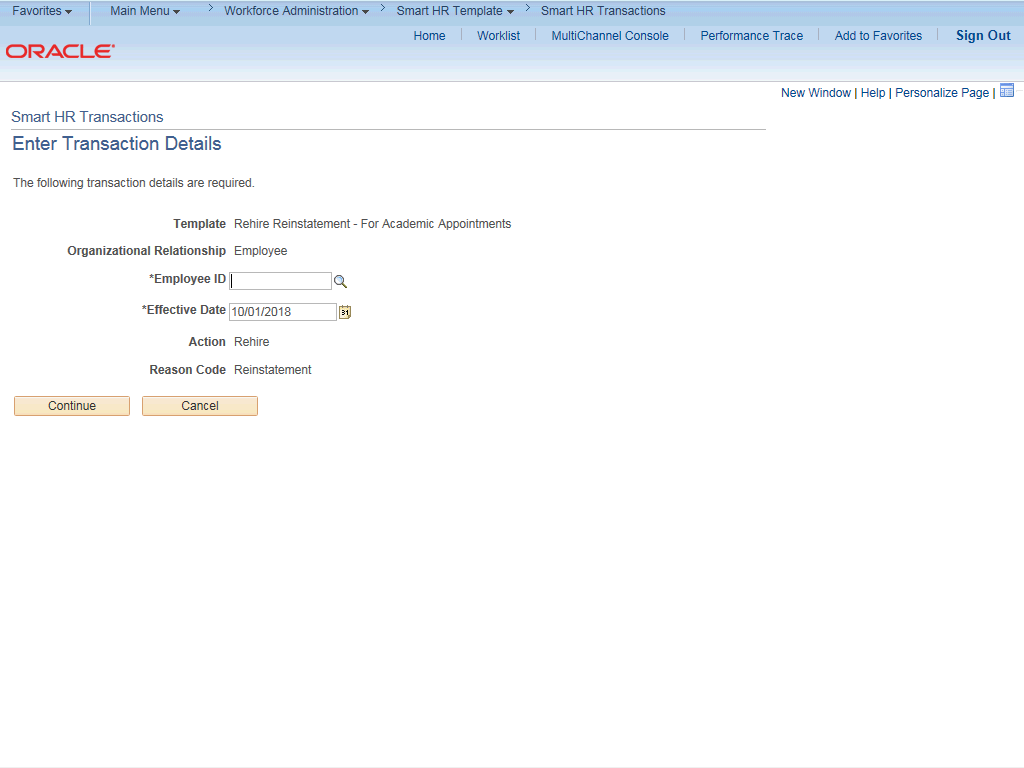 Favorites Main Menu > Workforce Administration > Smart HR Template > Smart HR Transactions
Home Worklist MultiChannel Console Performance Trace Add to Favorites Sign Out
ORACLE
New Window | Help | Personalize Page |
Smart HR Transactions
Enter Transaction Details
The following transaction details are required.
Template Rehire Reinstatement - For Academic Appointments
Organizational Relationship Employee
*Employee ID
*Effective Date 10/01/2018 31
Action Rehire
Reason Code Reinstatement
Continue Cancel